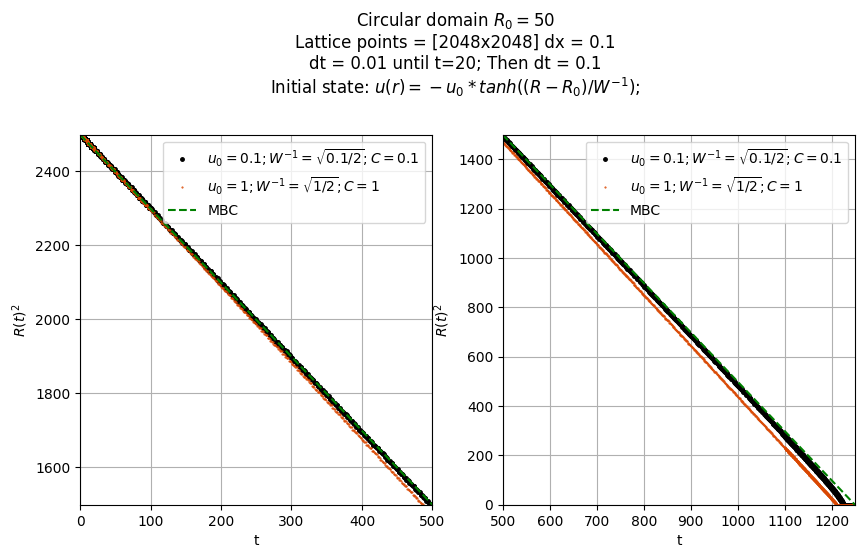 Circular domain $R_0 = 50$
Lattice points = [2048x2048] dx = 0.1
dt = 0.01 until t=20; Then dt = 0.1
Initial state: $u(r) = -u_0 * tanh((R - R_0)/W^{-1})$;
2400
2200
2000
1800
1600
$R(t)^2$
0 100 200 300 400 500
t
$u_0 = 0.1; W^{-1} = \sqrt{0.1/2}; C = 0.1$
$u_0 = 1; W^{-1} = \sqrt{1/2}; C = 1$
MBC
1400
1200
1000
800
600
400
200
0
$R(t)^2$
500 600 700 800 900 1000 1100 1200
t
$u_0 = 0.1; W^{-1} = \sqrt{0.1/2}; C = 0.1$
$u_0 = 1; W^{-1} = \sqrt{1/2}; C = 1$
MBC